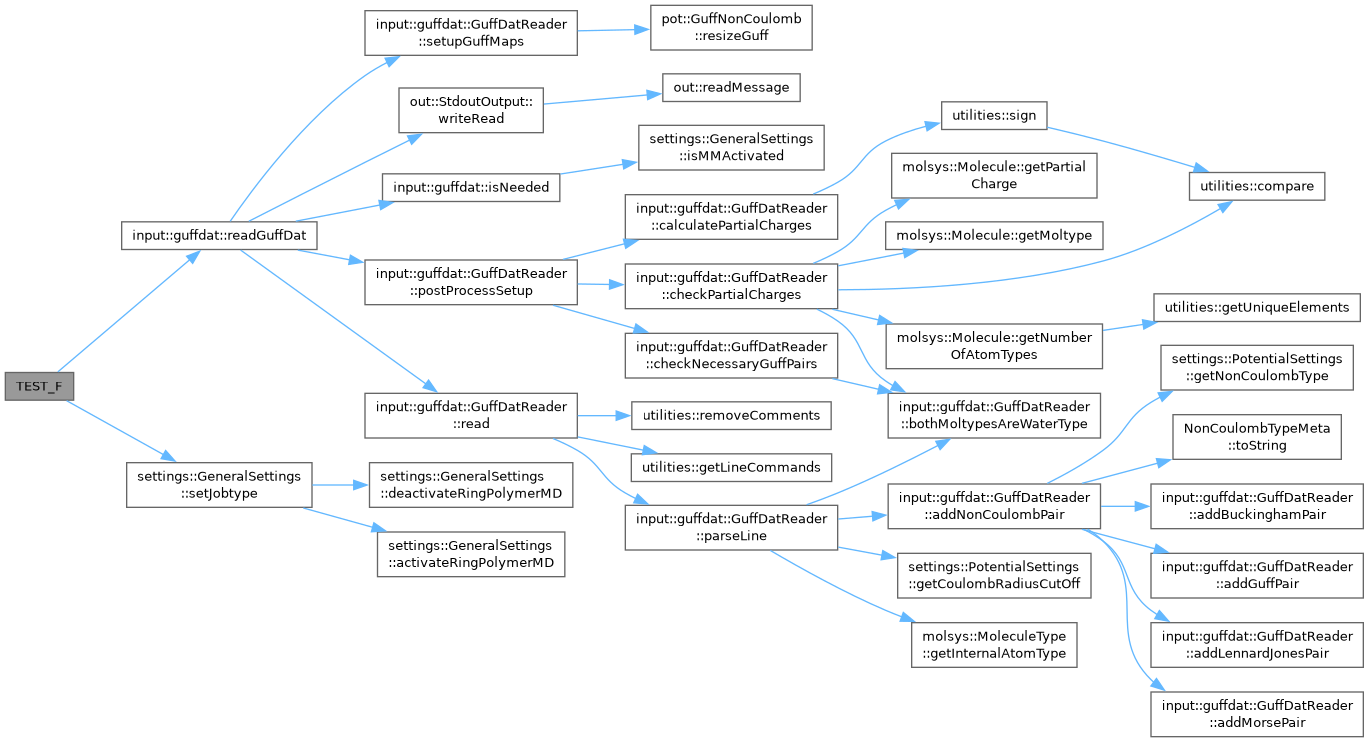 TEST_F
input::guffdat::readGuffDat
settings::GeneralSettings
::setJobtype
input::guffdat::GuffDatReader
::setupGuffMaps
out::StdoutOutput::
writeRead
input::guffdat::isNeeded
input::guffdat::GuffDatReader
::postProcessSetup
input::guffdat::GuffDatReader
::read
settings::GeneralSettings
::deactivateRingPolymerMD
settings::GeneralSettings
::activateRingPolymerMD
pot::GuffNonCoulomb
::resizeGuff
out::readMessage
settings::GeneralSettings
::isMMActivated
input::guffdat::GuffDatReader
::calculatePartialCharges
input::guffdat::GuffDatReader
::checkPartialCharges
input::guffdat::GuffDatReader
::checkNecessaryGuffPairs
utilities::removeComments
utilities::getLineCommands
input::guffdat::GuffDatReader
::parseLine
utilities::sign
molsys::Molecule::getPartial
Charge
molsys::Molecule::getMoltype
molsys::Molecule::getNumber
OfAtomTypes
input::guffdat::GuffDatReader
::bothMoltypesAreWaterType
input::guffdat::GuffDatReader
::addNonCoulombPair
settings::PotentialSettings
::getCoulombRadiusCutOff
molsys::MoleculeType
::getInternalAtomType
utilities::compare
utilities::getUniqueElements
settings::PotentialSettings
::getNonCoulombType
NonCoulombTypeMeta
::toString
input::guffdat::GuffDatReader
::addBuckinghamPair
input::guffdat::GuffDatReader
::addGuffPair
input::guffdat::GuffDatReader
::addLennardJonesPair
input::guffdat::GuffDatReader
::addMorsePair